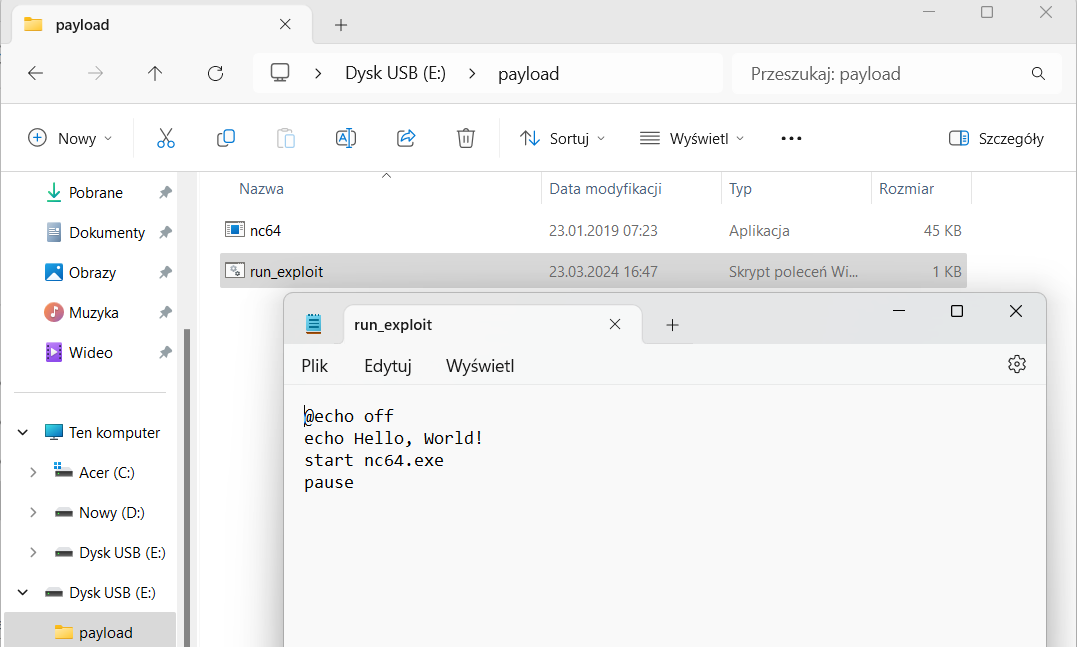 payload
Dysk USB (E:)
payload
Przeszukaj: payload
Nowy
Sortuj
Wyświetl
Szczegóły
Pobrane
Dokumenty
Obrazy
Muzyka
Wideo
Ten komputer
Acer (C:)
Nowy (D:)
Dysk USB (E:)
Dysk USB (E:)
payload
Nazwa Data modyfikacji Typ Rozmiar
nc64 23.01.2019 07:23 Aplikacja 45 KB
run_exploit 23.03.2024 16:47 Skrypt poleceń Wi... 1 KB
run_exploit
Plik Edytuj Wyświetl
@echo off
echo Hello, World!
start nc64.exe
pause